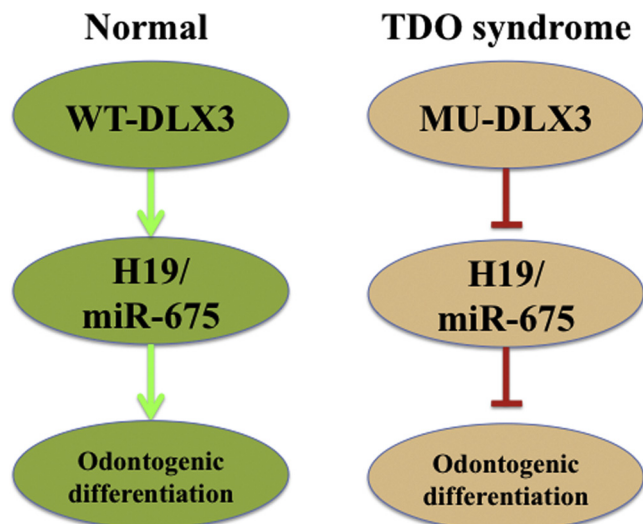 Normal
WT-DLX3
H19/
miR-675
Odontogenic
differentiation
TDO syndrome
MU-DLX3
H19/
miR-675
Odontogenic
differentiation